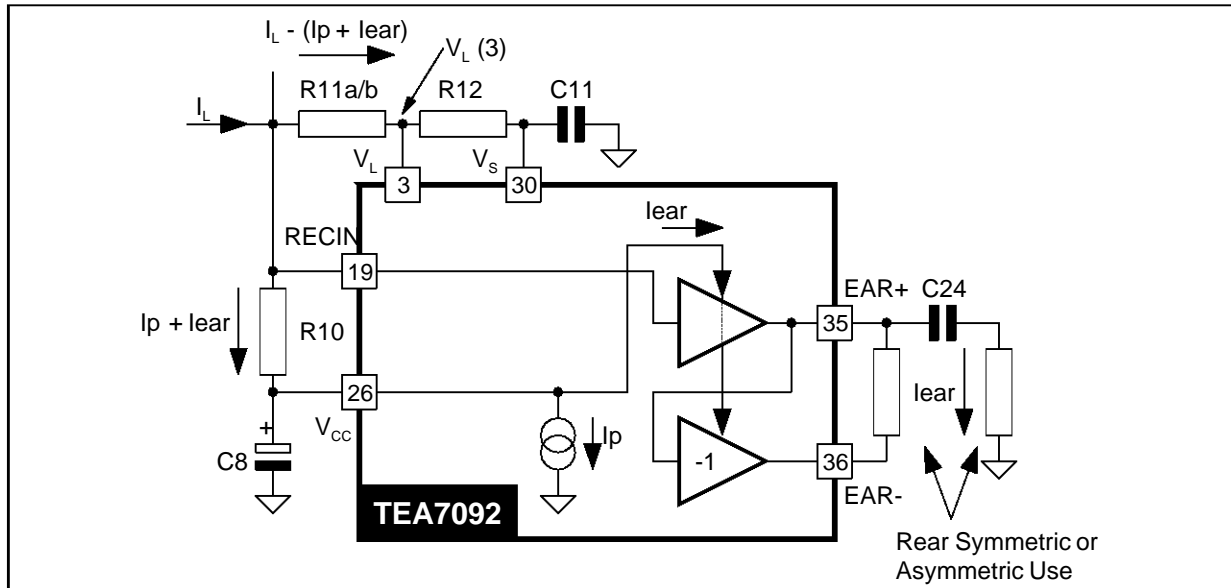 I_L - (Ip + Iear)
V_L (3)
R11a/b
R12
C11
I_L
V_L
V_S
3
30
Iear
RECIN
19
EAR+
C24
35
Ip + Iear
R10
Iear
26
V_CC
+
Ip
-1
36
C8
EAR-
TEA7092
Rear Symmetric or
Asymmetric Use